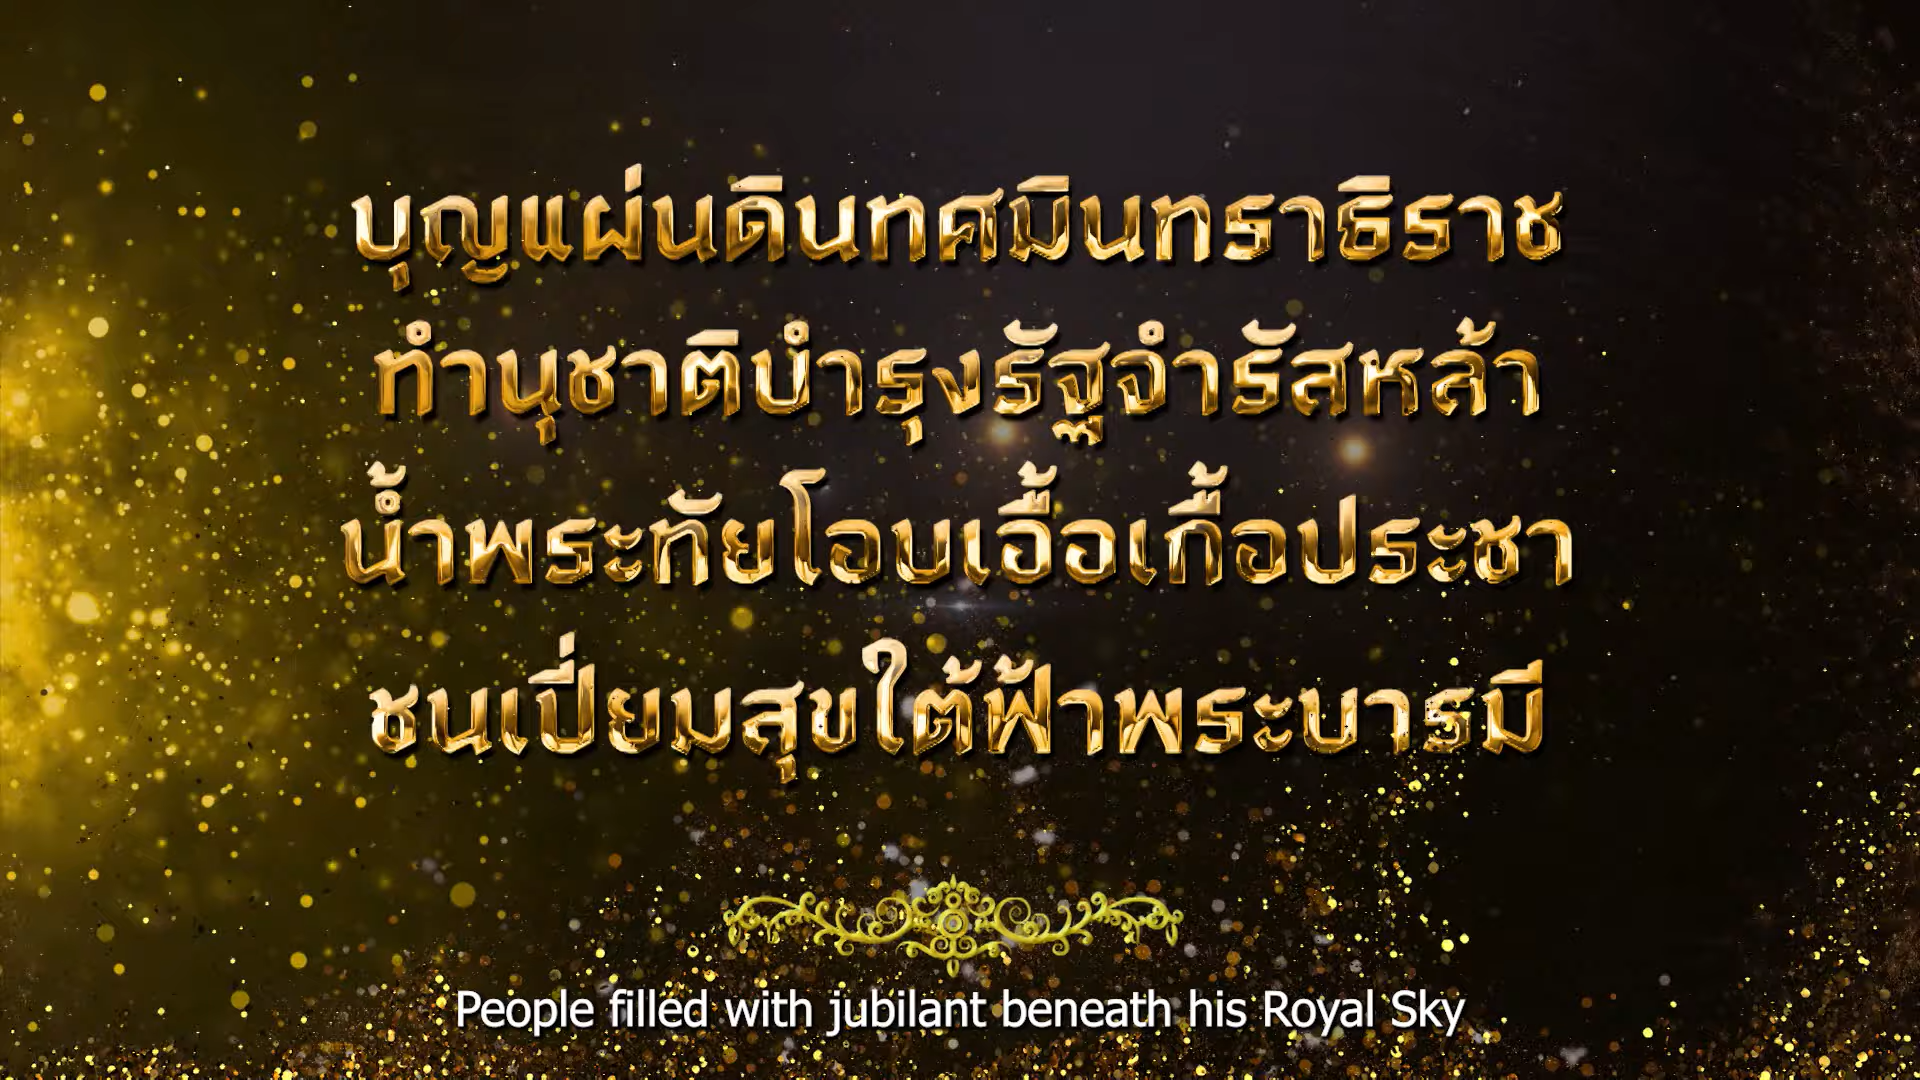 บุญแผ่นดินทศมินทราธิราช
ทำนุชาติบำรุงรัฐจำรัสหล้า
น้ำพระทัยโอบเอื้อเกื้อประชา
ชนเปี่ยมสุขใต้ฟ้าพระบารมี
People filled with jubilant beneath his Royal Sky